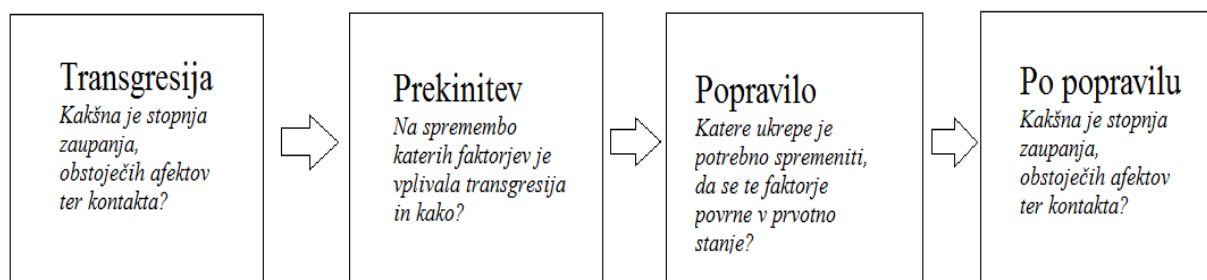 Transgresija
Kakšna je stopnja
zaupanja,
obstoječih afektov
ter kontakta?
Prekinitev
Na spremembo
katerih faktorjev je
vplivala transgresija
in kako?
Popravilo
Katere ukrepe je
potrebno spremeniti,
da se te faktorje
povrne v prvotno
stanje?
Po popravilu
Kakšna je stopnja
zaupanja,
obstoječih afektov
ter kontakta?